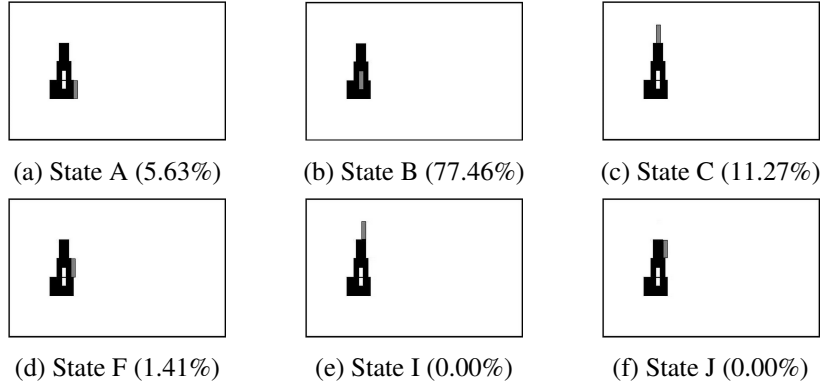 (a) State A (5.63%)
(b) State B (77.46%)
(c) State C (11.27%)
(d) State F (1.41%)
(e) State I (0.00%)
(f) State J (0.00%)